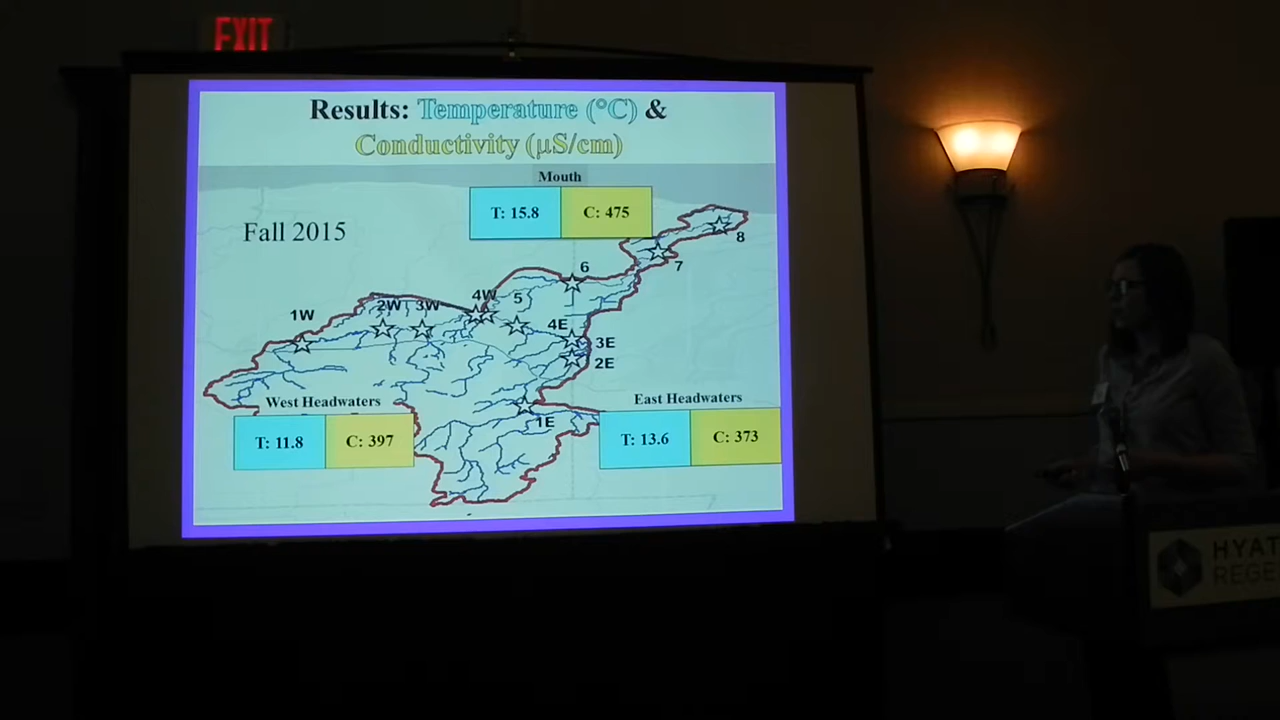 EXIT
Results: Temperature (°C) &
Conductivity (µS/cm)
Mouth
T: 15.8 C: 475
Fall 2015
8
7
6
5
4W
3W
2W
1W
4E
3E
2E
1E
West Headwaters
T: 11.8 C: 397
East Headwaters
T: 13.6 C: 373
HYAT
REGE